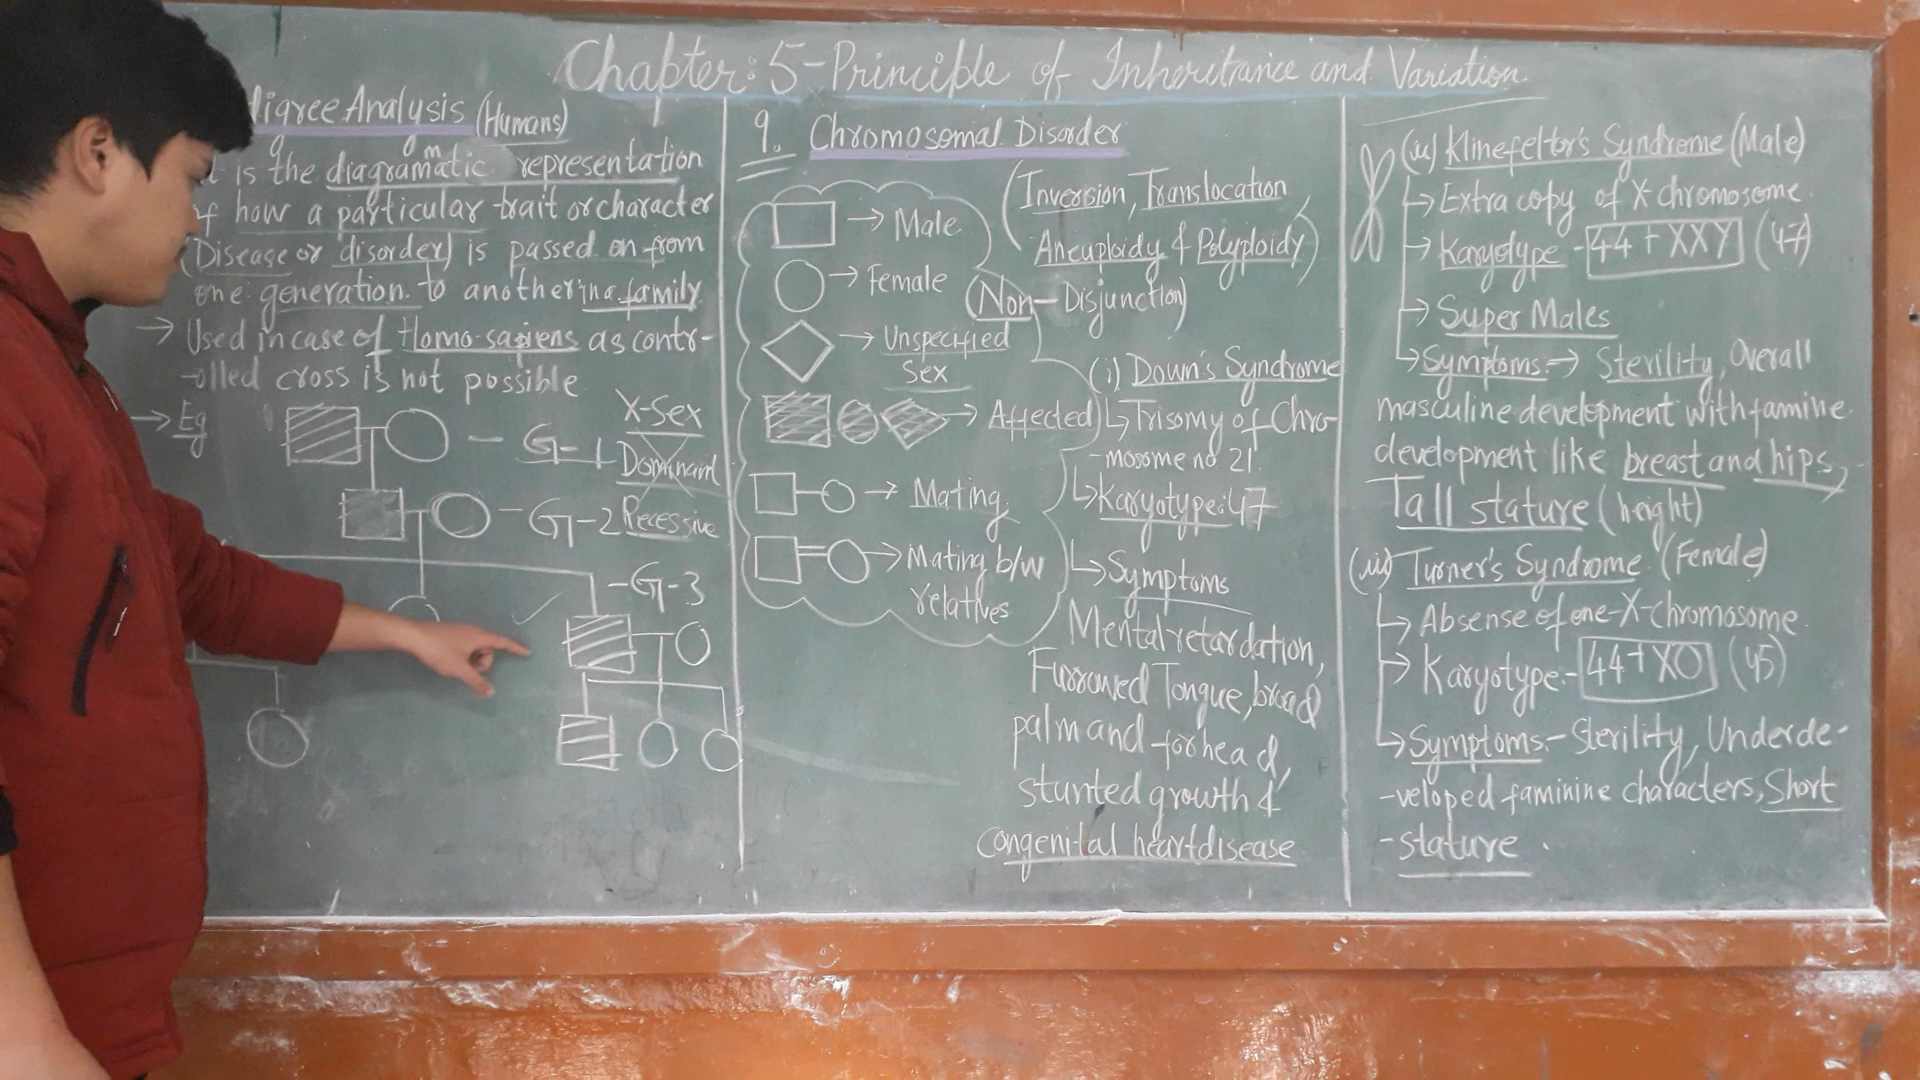 Chapter: 5-Principle of Inheritance and Variation.
digree Analysis (Humans)
t is the diagramatic representation
of how a particular trait or character
(Disease or disorder) is passed on from
one generation to another in a family
→ Used in case of Homo-sapiens as contr-
-olled cross is not possible
→ Eg
X-Sex
- G-1
Dominant
- G-2
Recessive
- G-3
9. Chromosomal Disorder
(Inversion, Translocation,
Aneuploidy & Polyploidy)
(Non-Disjunction)
→ Male
→ Female
→ Unspecified
Sex
→ Affected
→ Mating
→ Mating b/w
relatives
(i) Down's Syndrome
↳ Trisomy of Chro-
-mosome no 21.
↳ Karyotype: 47
↳ Symptoms
Mental retardation,
Furrowed Tongue, broad
palm and forhead,
stunted growth &
congenital heart disease
(ii) Klinefeltor's Syndrome (Male)
→ Extra copy of X-chromosome.
→ Karyotype - 44 + XXY (47)
→ Super Males
↳ Symptoms:→ Sterility, Overall
masculine development with famine
development like breast and hips,
Tall stature (height)
(iii) Turner's Syndrome (Female)
→ Absense of one-X-chromosome.
→ Karyotype:- 44+XO (45)
↳ Symptoms:- Sterility, Underde-
-veloped faminine characters, Short
-stature.